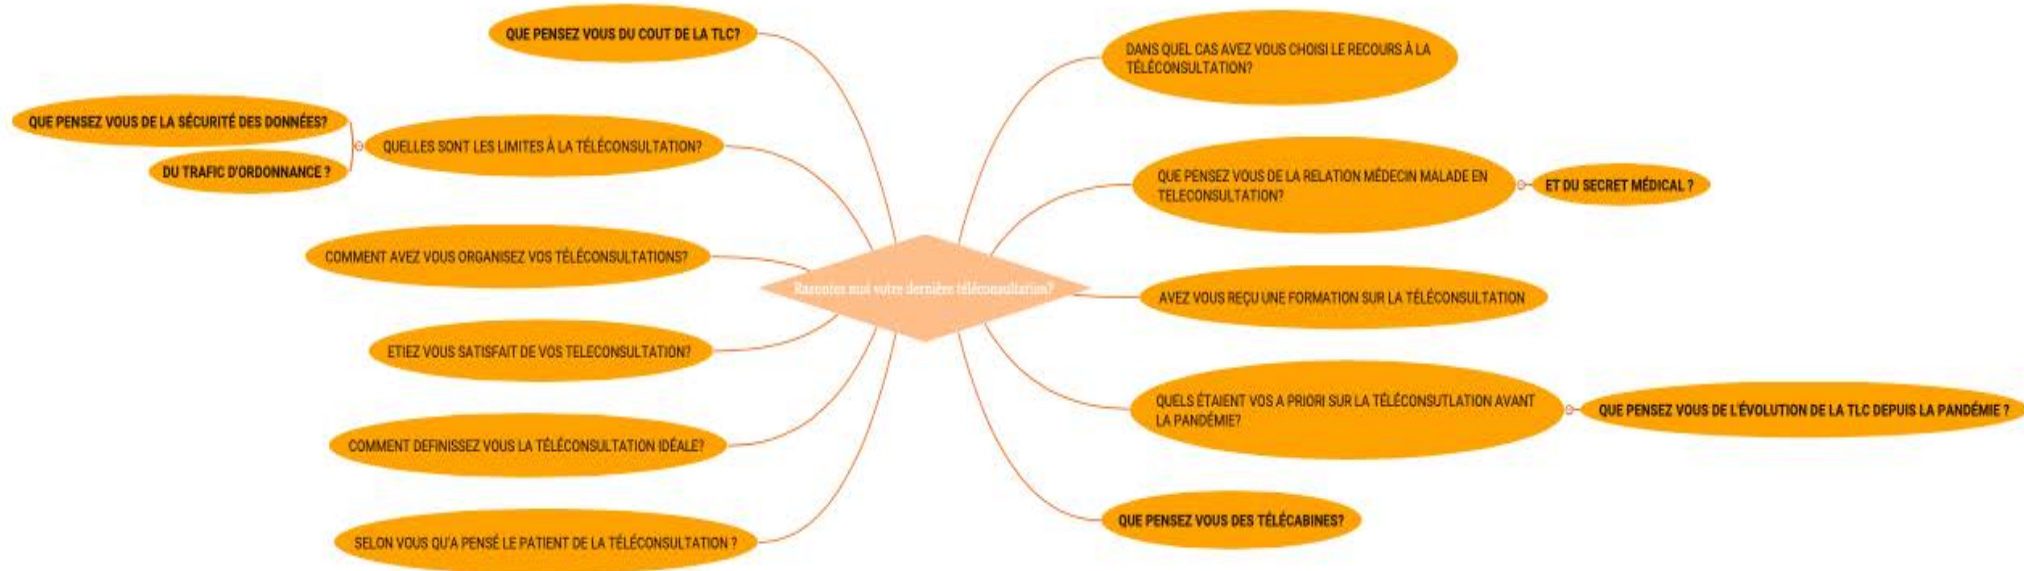 QUE PENSEZ VOUS DU COUT DE LA TLC?
QUE PENSEZ VOUS DE LA SÉCURITÉ DES DONNÉES?
DU TRAFIC D'ORDONNANCE ?
QUELLES SONT LES LIMITES À LA TÉLÉCONSULTATION?
COMMENT AVEZ VOUS ORGANISEZ VOS TÉLÉCONSULTATIONS?
ETIEZ VOUS SATISFAIT DE VOS TELECONSULTATION?
COMMENT DEFINISSEZ VOUS LA TÉLÉCONSULTATION IDÉALE?
SELON VOUS QU'A PENSÉ LE PATIENT DE LA TÉLÉCONSULTATION ?
Racontez moi votre dernière téléconsultation?
DANS QUEL CAS AVEZ VOUS CHOISI LE RECOURS À LA
TÉLÉCONSULTATION?
QUE PENSEZ VOUS DE LA RELATION MÉDECIN MALADE EN
TELECONSULTATION?
ET DU SECRET MÉDICAL ?
AVEZ VOUS REÇU UNE FORMATION SUR LA TÉLÉCONSULTATION
QUELS ÉTAIENT VOS A PRIORI SUR LA TÉLÉCONSUTLATION AVANT
LA PANDÉMIE?
QUE PENSEZ VOUS DE L'ÉVOLUTION DE LA TLC DEPUIS LA PANDÉMIE ?
QUE PENSEZ VOUS DES TÉLÉCABINES?